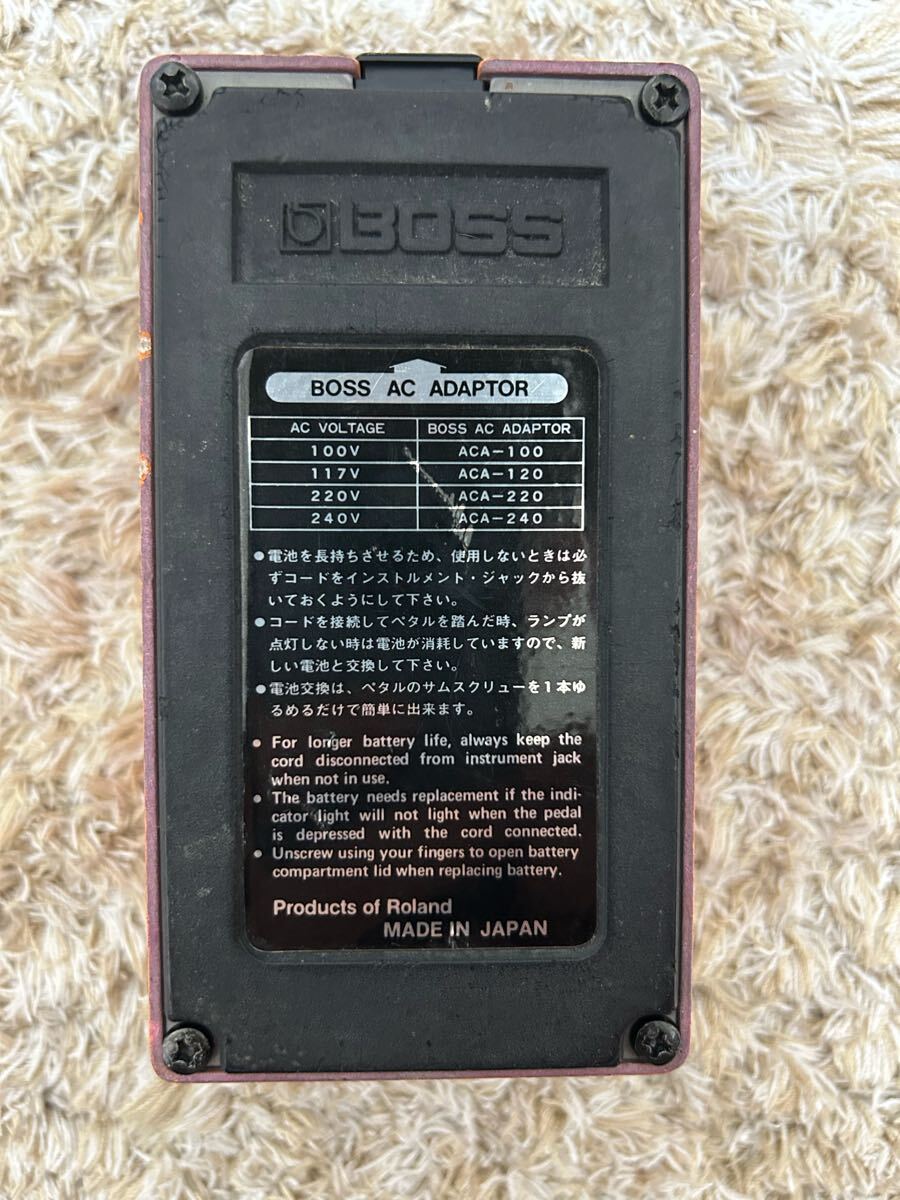 BOSS
BOSS AC ADAPTOR
AC VOLTAGE BOSS AC ADAPTOR
100V ACA-100
117V ACA-120
220V ACA-220
240V ACA-240
●電池を長持ちさせるため、使用しないときは必
ずコードをインストルメント・ジャックから抜
いておくようにして下さい。
●コードを接続してペタルを踏んだ時、ランプが
点灯しない時は電池が消耗していますので、新
しい電池と交換して下さい。
●電池交換は、ペタルのサムスクリューを1本ゆ
るめるだけで簡単に出来ます。
● For longer battery life, always keep the
cord disconnected from instrument jack
when not in use.
● The battery needs replacement if the indi-
cator light will not light when the pedal
is depressed with the cord connected.
● Unscrew using your fingers to open battery
compartment lid when replacing battery.
Products of Roland
MADE IN JAPAN